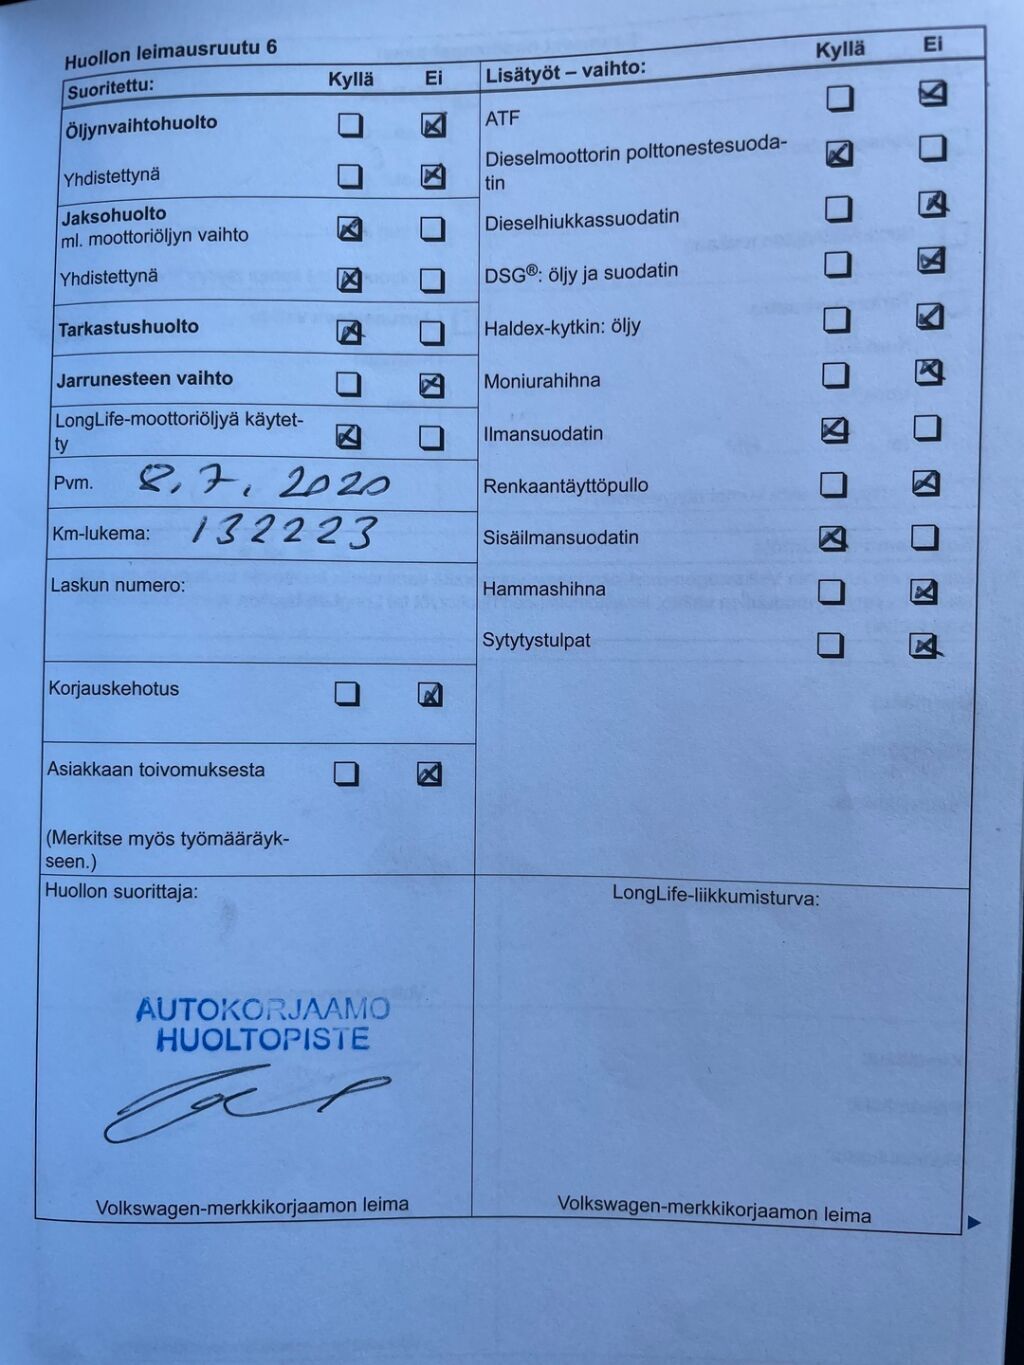 Huollon leimausruutu 6
Suoritettu: Kyllä Ei
Öljynvaihtohuolto
Yhdistettynä
Jaksohuolto
ml. moottoriöljyn vaihto
Yhdistettynä
Tarkastushuolto
Jarrunesteen vaihto
LongLife-moottoriöljyä käytet-
ty
Pvm. 8.7.2020
Km-lukema: 132223
Laskun numero:
Korjauskehotus
Asiakkaan toivomuksesta
(Merkitse myös työmääräyk-
seen.)
Huollon suorittaja:
AUTOKORJAAMO
HUOLTOPISTE
Volkswagen-merkkikorjaamon leima
Lisätyöt – vaihto: Kyllä Ei
ATF
Dieselmoottorin polttonestesuoda-
tin
Dieselhiukkassuodatin
DSG®: öljy ja suodatin
Haldex-kytkin: öljy
Moniurahihna
Ilmansuodatin
Renkaantäyttöpullo
Sisäilmansuodatin
Hammashihna
Sytytystulpat
LongLife-liikkumisturva:
Volkswagen-merkkikorjaamon leima